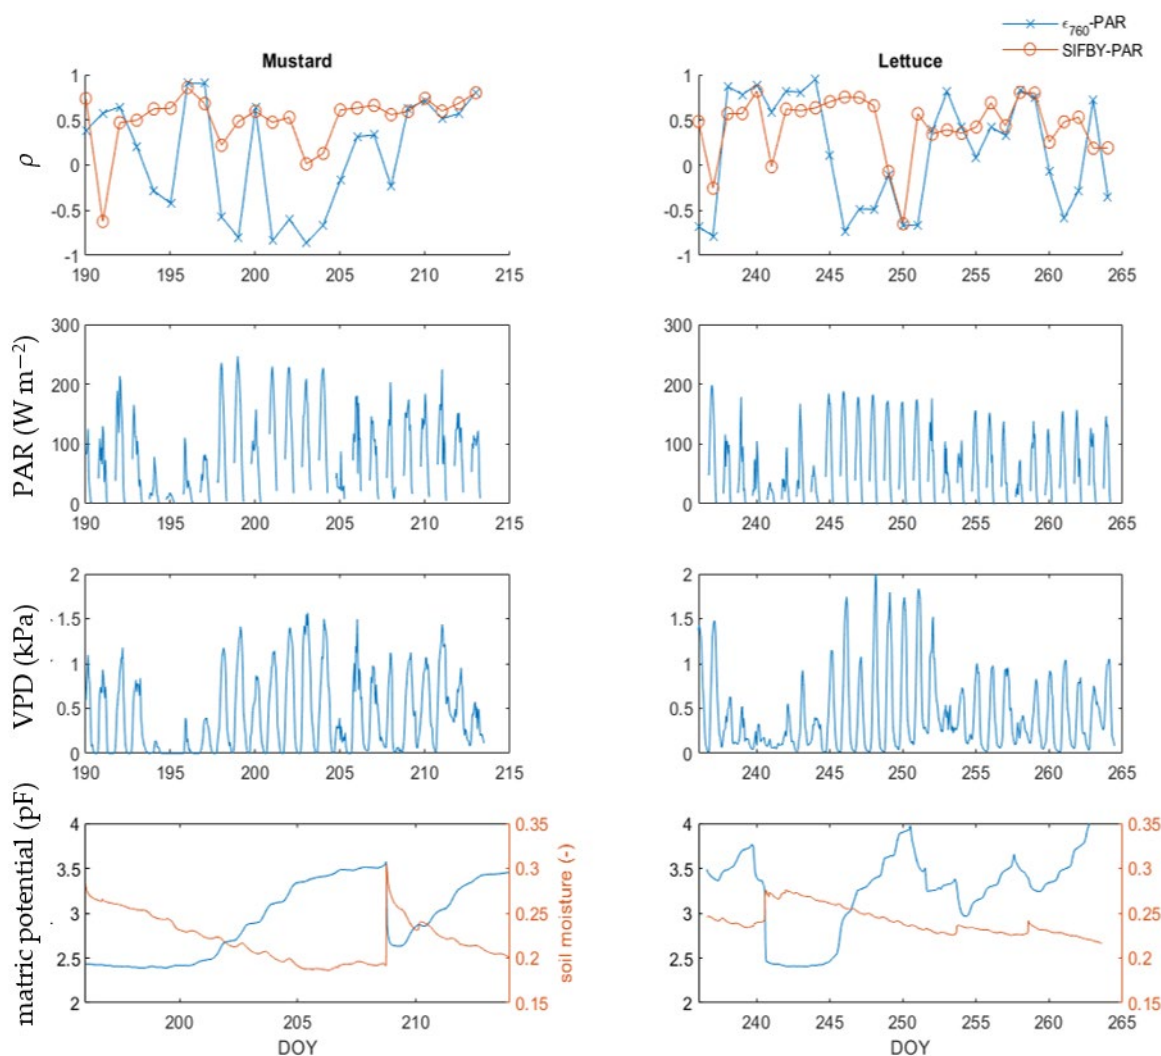 ϵ760-PAR
SIFBY-PAR
Mustard
Lettuce
ρ
1
0.5
0
-0.5
-1
190 195 200 205 210 215
1
0.5
0
-0.5
-1
240 245 250 255 260 265
PAR (W m−2)
300
200
100
0
190 195 200 205 210 215
300
200
100
0
240 245 250 255 260 265
VPD (kPa)
2
1.5
1
0.5
0
190 195 200 205 210 215
2
1.5
1
0.5
0
240 245 250 255 260 265
matric potential (pF)
4
3.5
3
2.5
2
0.35
0.3
0.25
0.2
0.15
soil moisture (-)
200 205 210
DOY
4
3.5
3
2.5
2
0.35
0.3
0.25
0.2
0.15
240 245 250 255 260 265
DOY